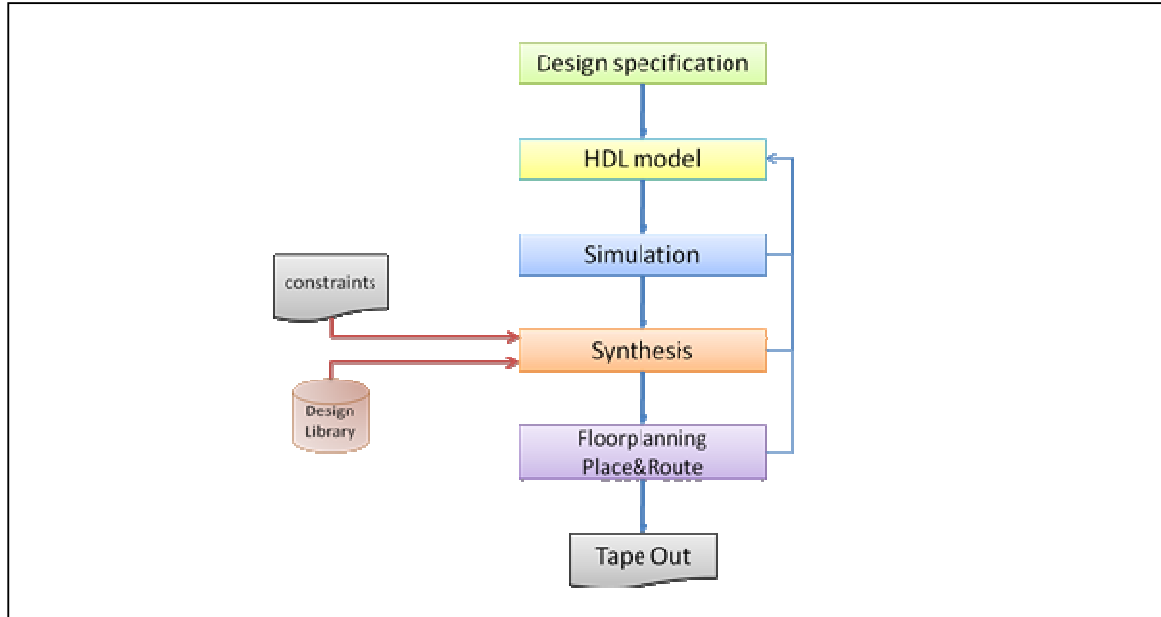 Design specification
HDL model
Simulation
constraints
Synthesis
Design
Library
Floorplanning
Place&Route
Tape Out